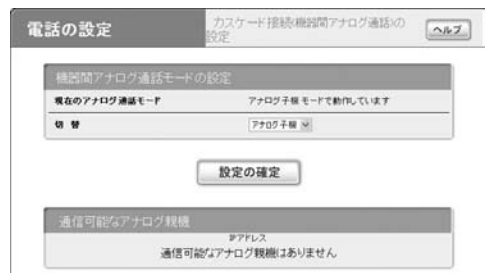 電話の設定
カスケード接続(機器間アナログ通話)の
設定
ヘルプ
機器間アナログ通話モードの設定
現在のアナログ通話モード アナログ子機 モードで動作しています
切 替 アナログ子機
設定の確定
通信可能なアナログ親機
IPアドレス
通信可能なアナログ親機はありません